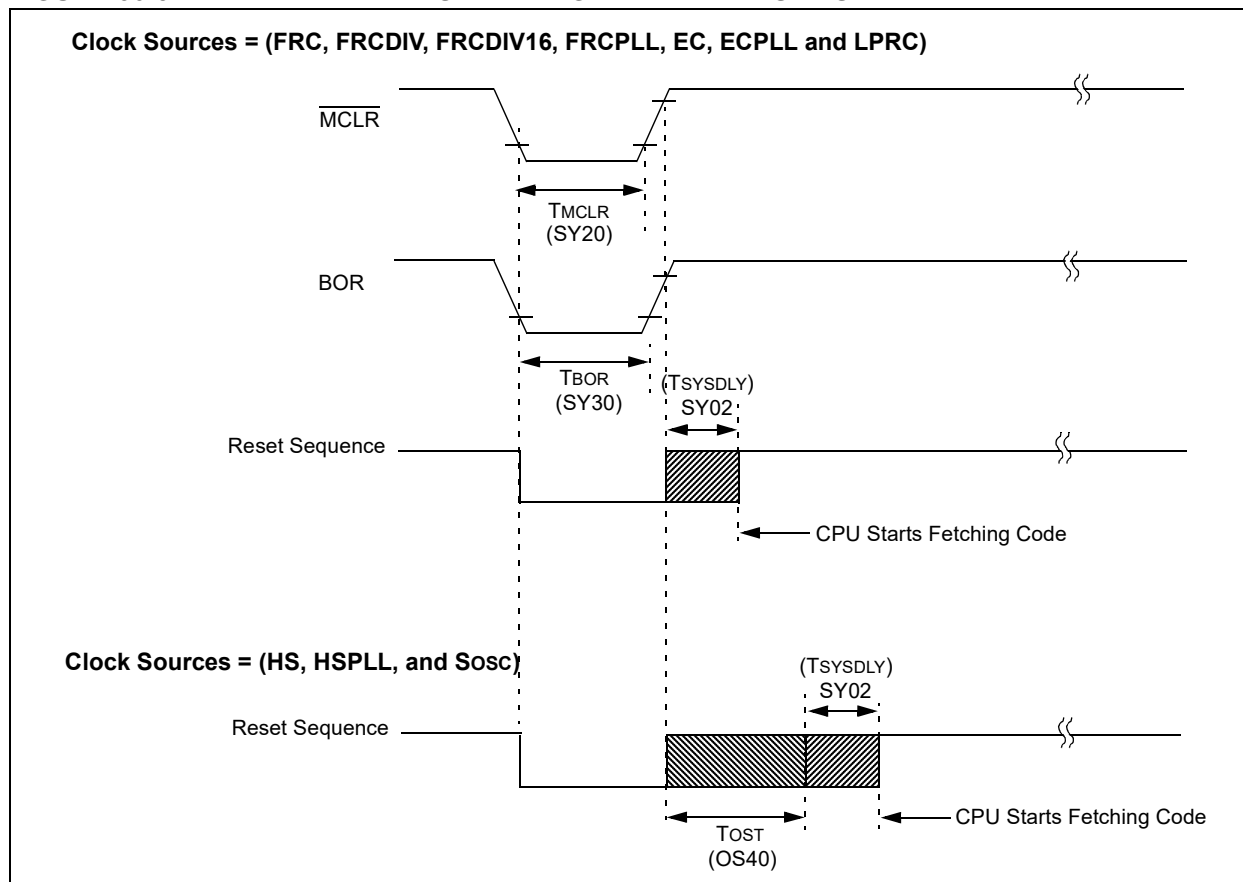 Clock Sources = (FRC, FRCDIV, FRCDIV16, FRCPLL, EC, ECPLL and LPRC)
MCLR
TMCLR
(SY20)
BOR
TBOR
(SY30)
(TSYSDLY)
SY02
Reset Sequence
CPU Starts Fetching Code
Clock Sources = (HS, HSPLL, and SOSC)
(TSYSDLY)
SY02
Reset Sequence
CPU Starts Fetching Code
TOST
(OS40)